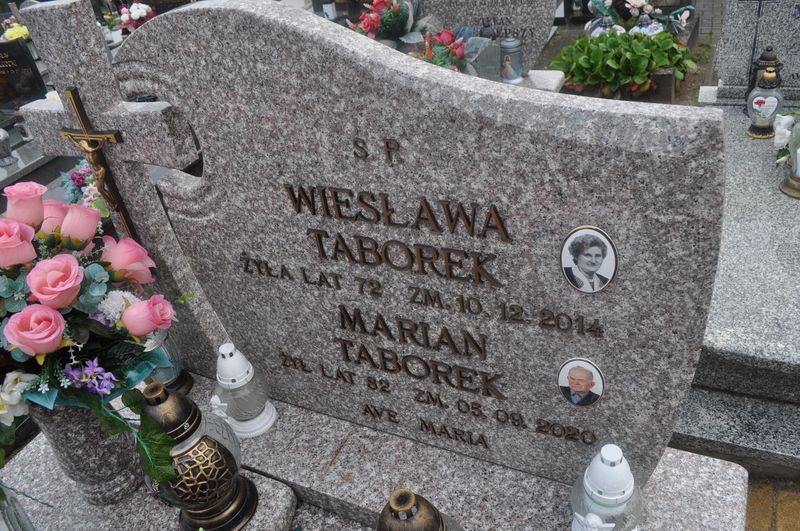 Ś. P.
WIESŁAWA
TABOREK
ŻYŁA LAT 72 ZM. 10. 12. 2014
MARIAN
TABOREK
ŻYŁ LAT 82 ZM. 05. 09. 2020
AVE MARIA